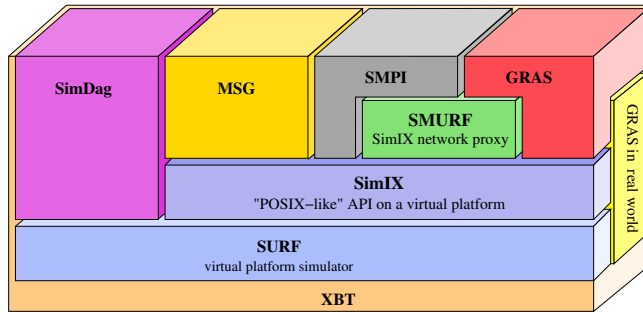 SimDag
MSG
SMPI
GRAS
SMURF
SimIX network proxy
GRAS in real world
SimIX
"POSIX−like" API on a virtual platform
SURF
virtual platform simulator
XBT